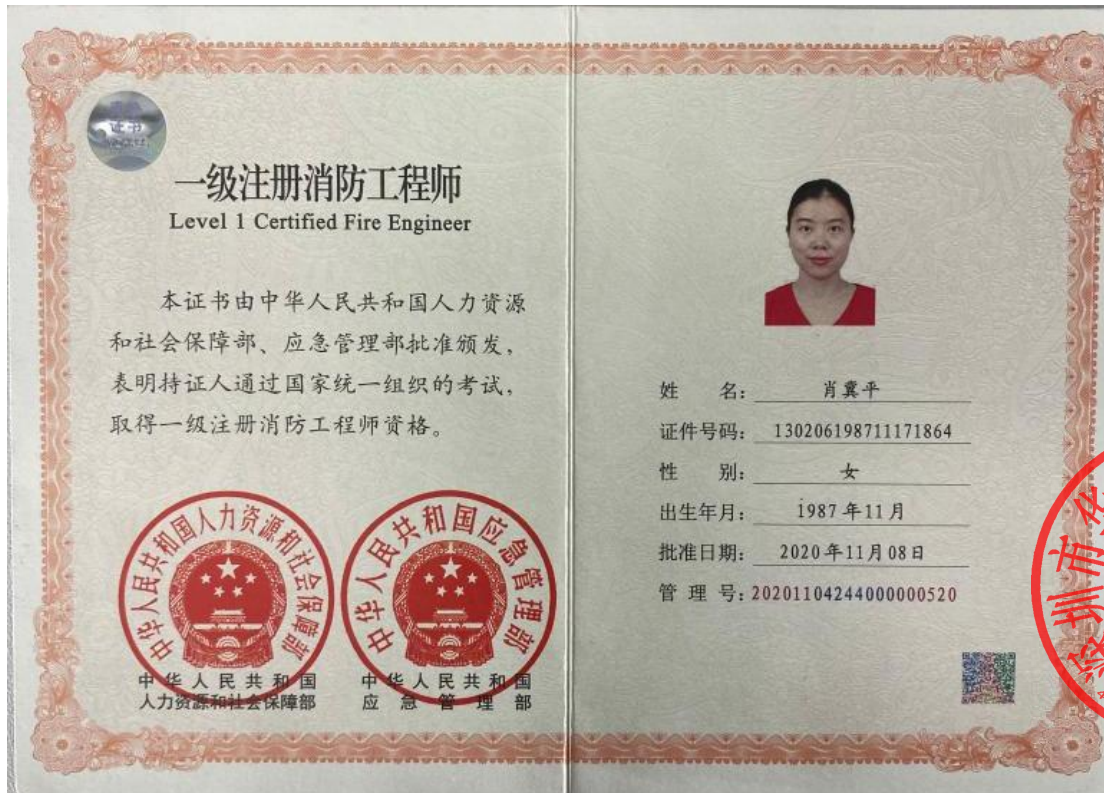 证书
一级注册消防工程师
Level 1 Certified Fire Engineer
本证书由中华人民共和国人力资源
和社会保障部、应急管理部批准颁发，
表明持证人通过国家统一组织的考试，
取得一级注册消防工程师资格。
中华人民共和国人力资源和社会保障部
中华人民共和国应急管理部
中华人民共和国
人力资源和社会保障部
中华人民共和国
应急管理部
姓 名： 肖冀平
证件号码： 130206198711171864
性 别： 女
出生年月： 1987年11月
批准日期： 2020年11月08日
管 理 号： 20201104244000000520
深圳市华